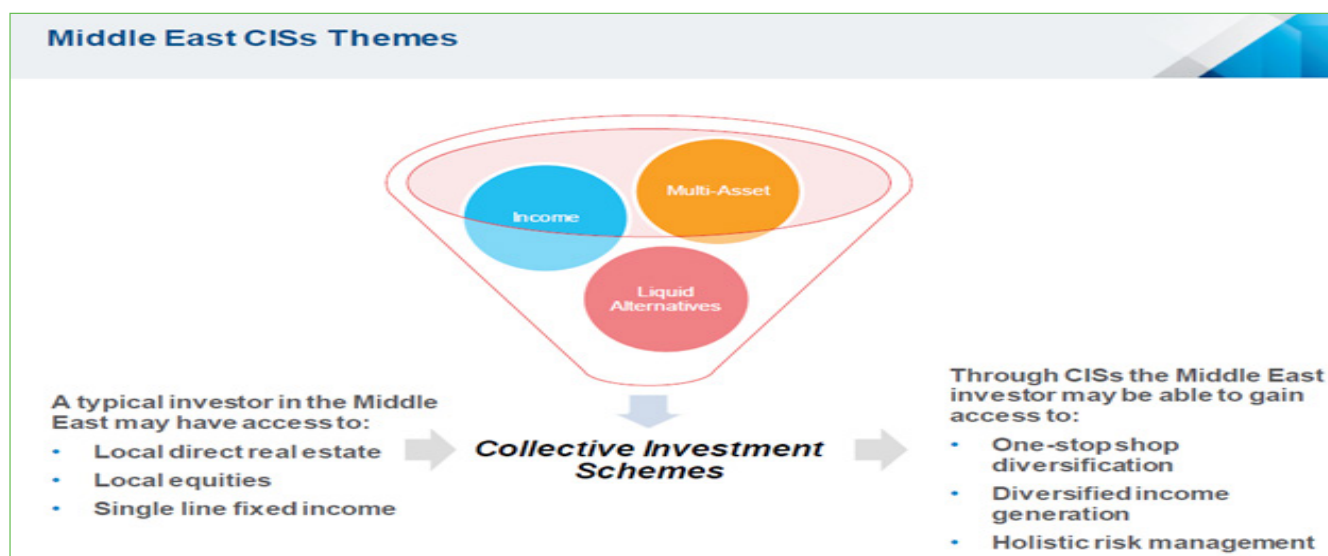 Middle East CISs Themes
Income
Multi-Asset
Liquid
Alternatives
A typical investor in the Middle
East may have access to:
• Local direct real estate
• Local equities
• Single line fixed income
Collective Investment
Schemes
Through CISs the Middle East
investor may be able to gain
access to:
• One-stop shop
diversification
• Diversified income
generation
• Holistic risk management